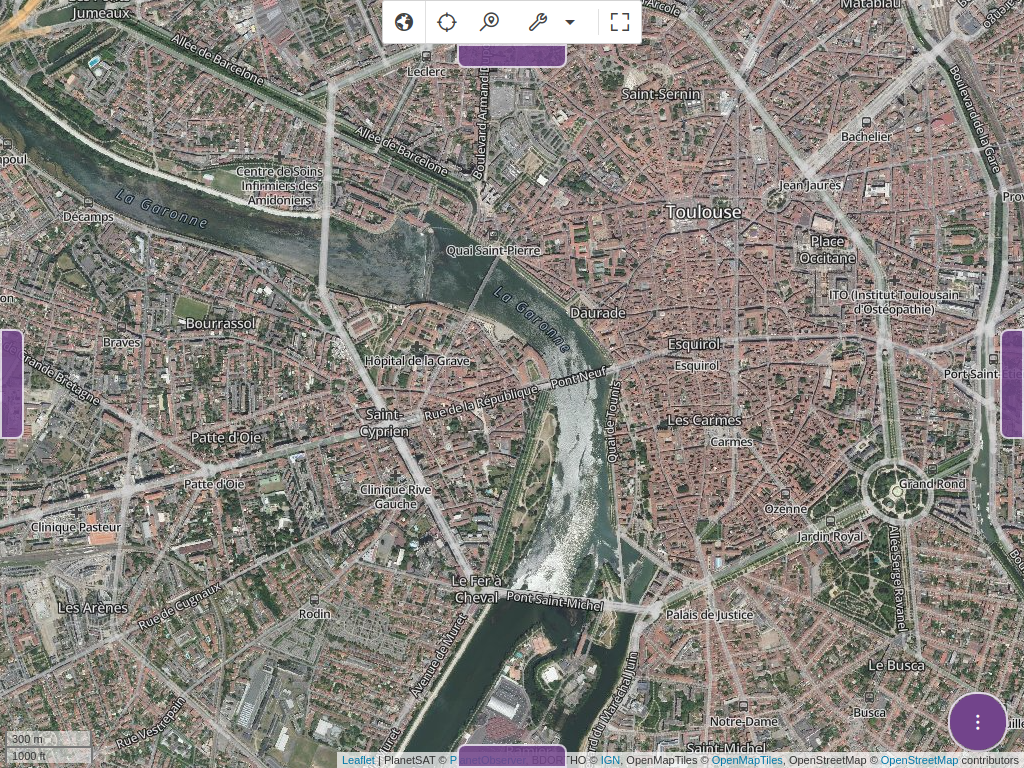 Jumeaux
Allée de Barcelone
Leclerc
Matabiau
Saint-Sernin
Boulevard de la Gare
Bachelier
Allée de Barcelone
Boulevard Armand
Centre de Soins
Infirmiers des
Amidoniers
Jean Jaurès
Toulouse
La Garonne
Décamps
Quai Saint-Pierre
Place
Occitane
ITO (Institut Toulousain
d'Ostéopathie)
La Garonne
Daurade
Bourrassol
Braves
Esquirol
Esquirol
Hôpital de la Grave
Port Saint-
Grande Bretagne
Pont Neuf
Rue de la République
Quai de Tounis
Saint-
Cyprien
Les Carmes
Carmes
Patte d'Oie
Patte d'Oie
Grand Rond
Clinique Rive
Gauche
Ozenne
Clinique Pasteur
Jardin Royal
Allée Serge Ravanel
Le Fer à
Cheval
Pont Saint-Michel
Les Arènes
Rue de Cugnaux
Rodin
Palais de Justice
Avenue de Muret
Le Busca
Busca
Rue Vestrepain
Notre-Dame
Saint-Michel
300 m
1000 ft
Leaflet | PlanetSAT © PlanetObserver, BDORTHO © IGN, OpenMapTiles © OpenMapTiles, OpenStreetMap © OpenStreetMap contributors